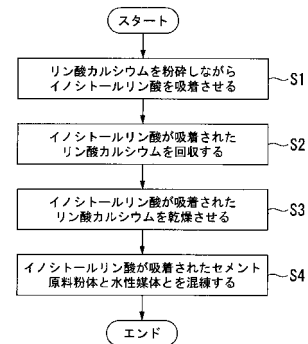 スタート
リン酸カルシウムを粉砕しながら
イノシトールリン酸を吸着させる
S1
イノシトールリン酸が吸着された
リン酸カルシウムを回収する
S2
イノシトールリン酸が吸着された
リン酸カルシウムを乾燥させる
S3
イノシトールリン酸が吸着されたセメント
原料粉体と水性媒体とを混練する
S4
エンド